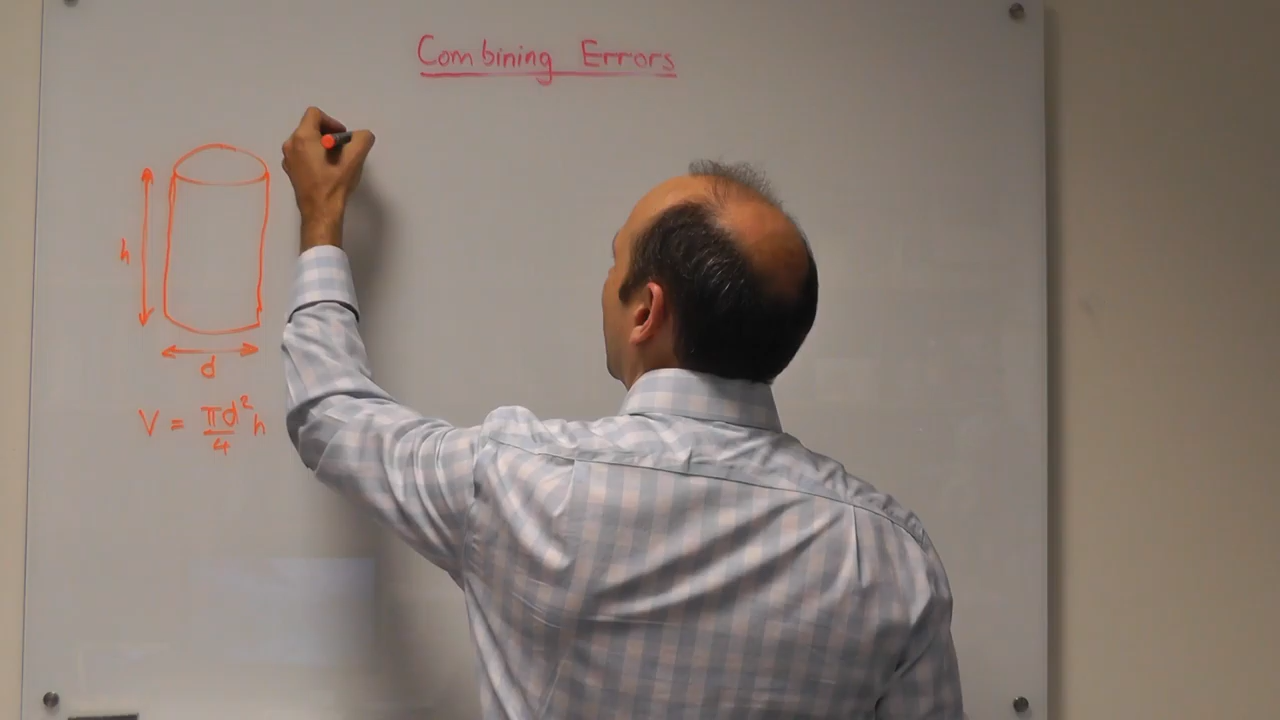 Combining Errors
h
d
V = πd²h/4